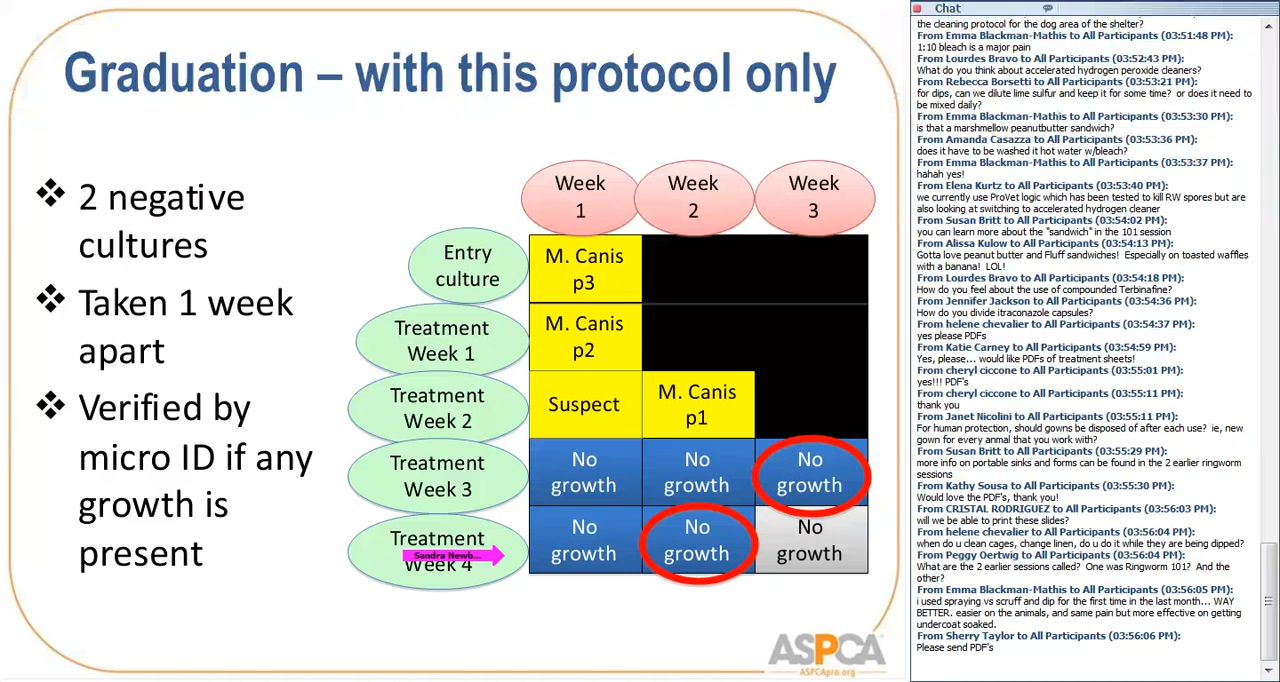 Graduation – with this protocol only
❖ 2 negative
cultures
❖ Taken 1 week
apart
❖ Verified by
micro ID if any
growth is
present
Week
1
Week
2
Week
3
Entry
culture
M. Canis
p3
Treatment
Week 1
M. Canis
p2
Treatment
Week 2
Suspect
M. Canis
p1
Treatment
Week 3
No
growth
No
growth
No
growth
Treatment
Sandra Newb...
Week 4
No
growth
No
growth
No
growth
ASPCA
ASPCApro.org
Chat
the cleaning protocol for the dog area of the shelter?
From Emma Blackman-Mathis to All Participants (03:51:48 PM):
1:10 bleach is a major pain
From Lourdes Bravo to All Participants (03:52:43 PM):
What do you think about accelerated hydrogen peroxide cleaners?
From Rebecca Borsetti to All Participants (03:53:21 PM):
for dips, can we dilute lime sulfur and keep it for some time? or does it need to
be mixed daily?
From Emma Blackman-Mathis to All Participants (03:53:30 PM):
is that a marshmellow peanutbutter sandwich?
From Amanda Casazza to All Participants (03:53:36 PM):
does it have to be washed it hot water w/bleach?
From Emma Blackman-Mathis to All Participants (03:53:37 PM):
hahah yes!
From Elena Kurtz to All Participants (03:53:40 PM):
we currently use ProVet logic which has been tested to kill RW spores but are
also looking at switching to accelerated hydrogen cleaner
From Susan Britt to All Participants (03:54:02 PM):
you can learn more about the "sandwich" in the 101 session
From Alissa Kulow to All Participants (03:54:13 PM):
Gotta love peanut butter and Fluff sandwiches! Especially on toasted waffles
with a banana! LOL!
From Lourdes Bravo to All Participants (03:54:18 PM):
How do you feel about the use of compounded Terbinafine?
From Jennifer Jackson to All Participants (03:54:36 PM):
How do you divide itraconazole capsules?
From helene chevalier to All Participants (03:54:37 PM):
yes please PDFs
From Katie Carney to All Participants (03:54:59 PM):
Yes, please... would like PDFs of treatment sheets!
From cheryl ciccone to All Participants (03:55:01 PM):
yes!!! PDF's
From cheryl ciccone to All Participants (03:55:11 PM):
thank you
From Janet Nicolini to All Participants (03:55:11 PM):
For human protection, should gowns be disposed of after each use? ie, new
gown for every anmal that you work with?
From Susan Britt to All Participants (03:55:29 PM):
more info on portable sinks and forms can be found in the 2 earlier ringworm
sessions
From Kathy Sousa to All Participants (03:55:30 PM):
Would love the PDF's, thank you!
From CRISTAL RODRIGUEZ to All Participants (03:56:03 PM):
will we be able to print these slides?
From helene chevalier to All Participants (03:56:04 PM):
when do u clean cages, change linen, do u do it while they are being dipped?
From Peggy Oertwig to All Participants (03:56:04 PM):
What are the 2 earlier sessions called? One was Ringworm 101? And the
other?
From Emma Blackman-Mathis to All Participants (03:56:05 PM):
i used spraying vs scruff and dip for the first time in the last month... WAY
BETTER. easier on the animals, and same pain but more effective on getting
undercoat soaked.
From Sherry Taylor to All Participants (03:56:06 PM):
Please send PDF's